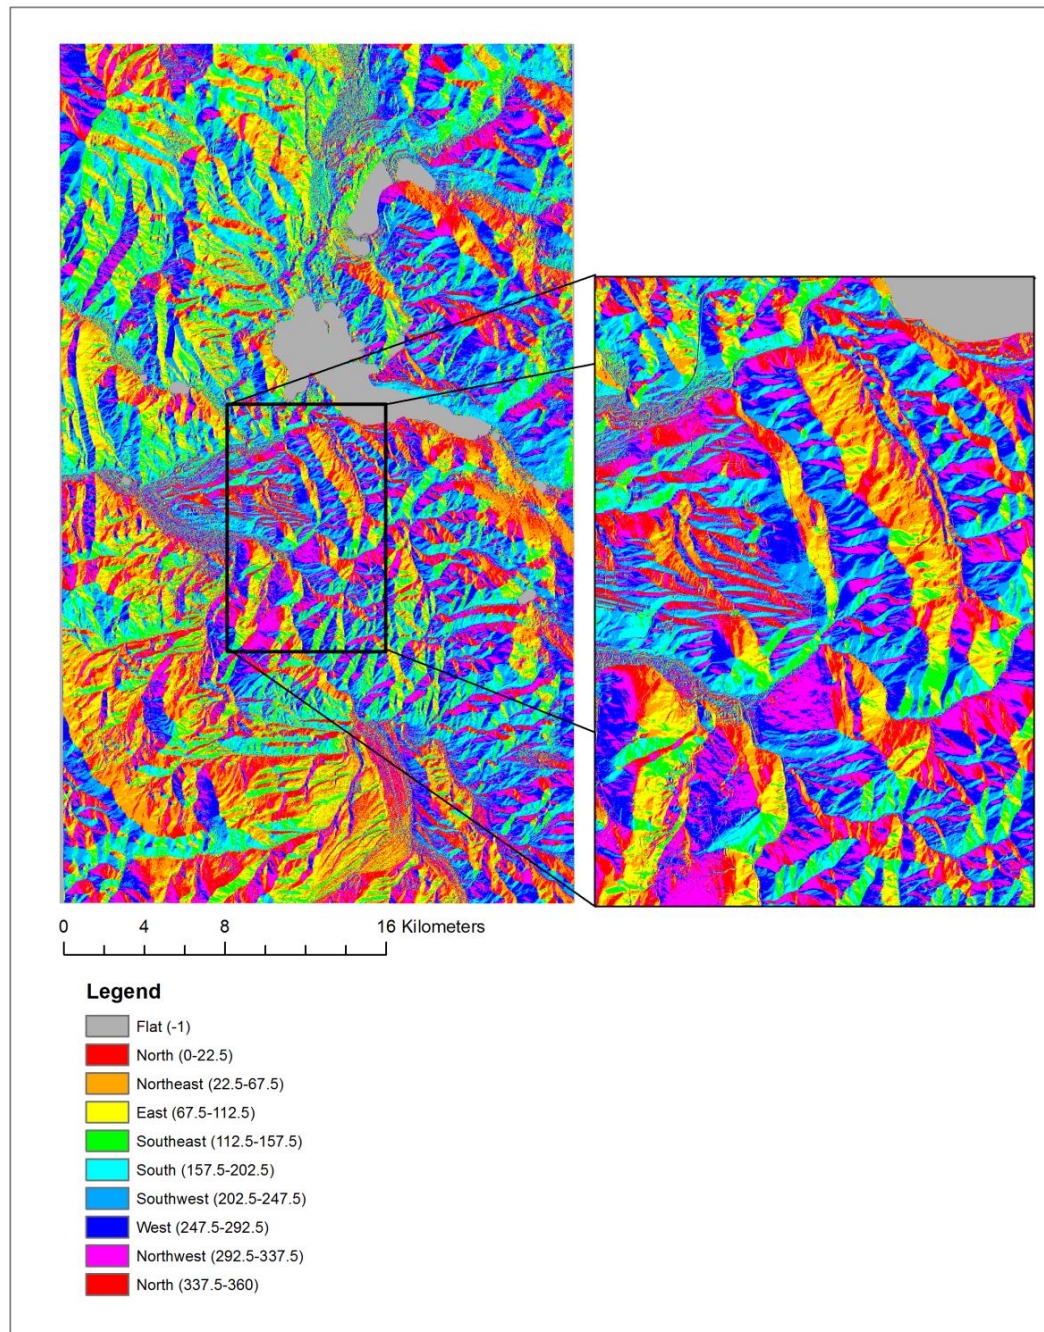 0 4 8 16 Kilometers
Legend
Flat (-1)
North (0-22.5)
Northeast (22.5-67.5)
East (67.5-112.5)
Southeast (112.5-157.5)
South (157.5-202.5)
Southwest (202.5-247.5)
West (247.5-292.5)
Northwest (292.5-337.5)
North (337.5-360)